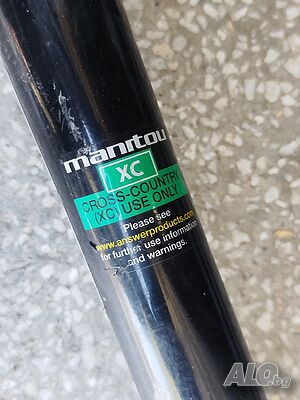 manitou
XC
CROSS-COUNTRY
(XC) USE ONLY
Please see
www.answerproducts.com
for further use information
and warnings.
ALO.bg